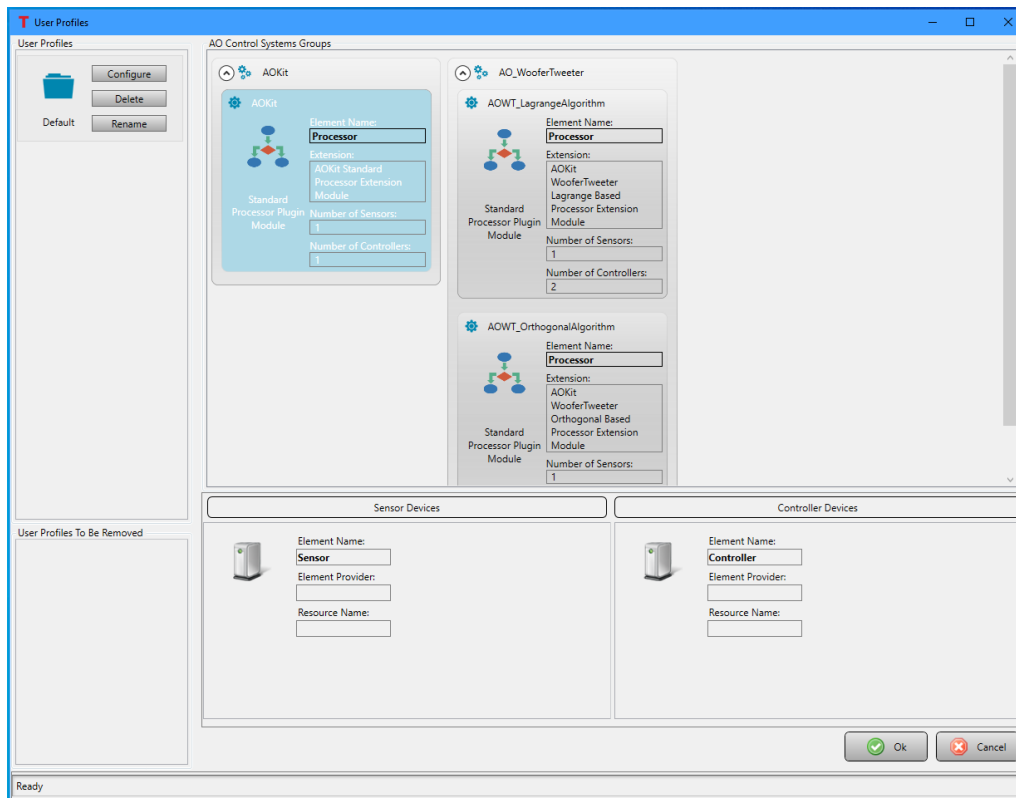 User Profiles
User Profiles
Configure
Delete
Rename
Default
User Profiles To Be Removed
AO Control Systems Groups
AOKit
AOKit
Element Name:
Processor
Extension:
AOKit Standard
Processor Extension
Module
Standard
Processor Plugin
Module
Number of Sensors:
1
Number of Controllers:
1
AO_WooferTweeter
AOWT_LagrangeAlgorithm
Element Name:
Processor
Extension:
AOKit
WooferTweeter
Lagrange Based
Processor Extension
Module
Standard
Processor Plugin
Module
Number of Sensors:
1
Number of Controllers:
2
AOWT_OrthogonalAlgorithm
Element Name:
Processor
Extension:
AOKit
WooferTweeter
Orthogonal Based
Processor Extension
Module
Standard
Processor Plugin
Module
Number of Sensors:
1
Sensor Devices
Element Name:
Sensor
Element Provider:
Resource Name:
Controller Devices
Element Name:
Controller
Element Provider:
Resource Name:
Ok
Cancel
Ready